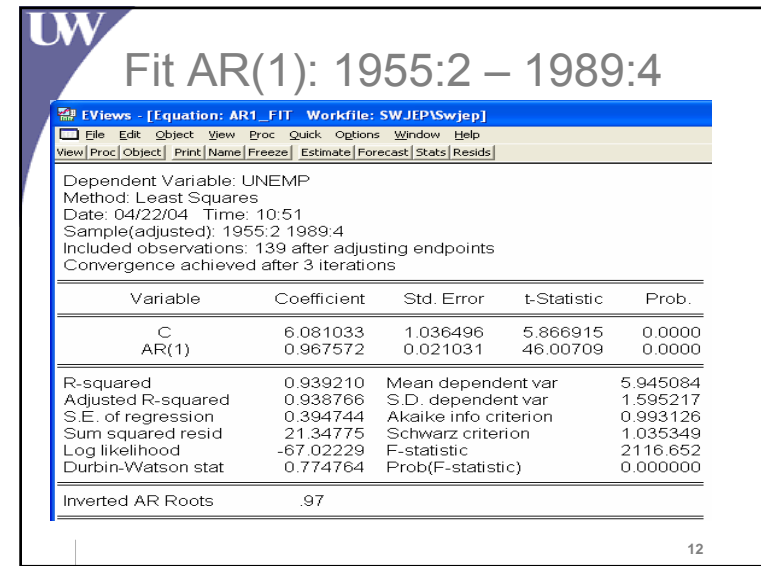 UW
Fit AR(1): 1955:2 – 1989:4
EViews - [Equation: AR1_FIT Workfile: SWJEP\Swjep]
File Edit Object View Proc Quick Options Window Help
View Proc Object Print Name Freeze Estimate Forecast Stats Resids
Dependent Variable: UNEMP
Method: Least Squares
Date: 04/22/04 Time: 10:51
Sample(adjusted): 1955:2 1989:4
Included observations: 139 after adjusting endpoints
Convergence achieved after 3 iterations
Variable Coefficient Std. Error t-Statistic Prob.
C 6.081033 1.036496 5.866915 0.0000
AR(1) 0.967572 0.021031 46.00709 0.0000
R-squared 0.939210 Mean dependent var 5.945084
Adjusted R-squared 0.938766 S.D. dependent var 1.595217
S.E. of regression 0.394744 Akaike info criterion 0.993126
Sum squared resid 21.34775 Schwarz criterion 1.035349
Log likelihood -67.02229 F-statistic 2116.652
Durbin-Watson stat 0.774764 Prob(F-statistic) 0.000000
Inverted AR Roots .97
12